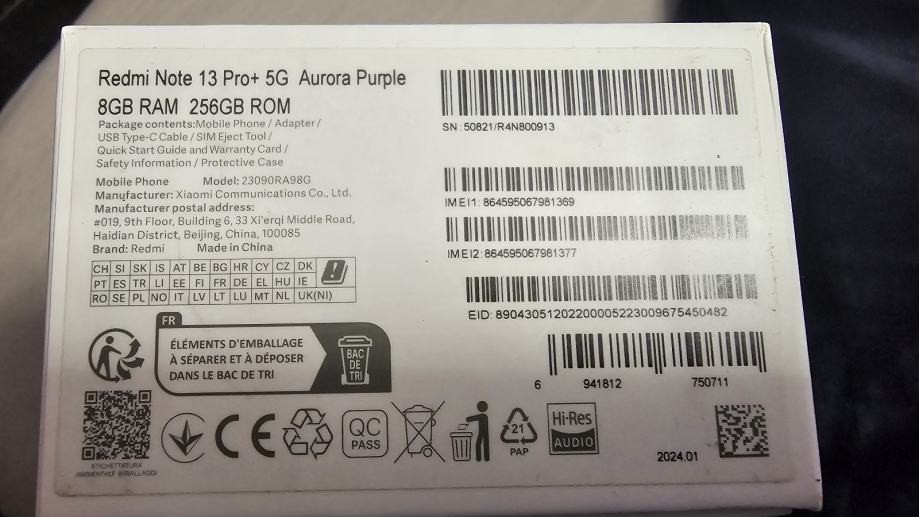 Redmi Note 13 Pro+ 5G Aurora Purple
8GB RAM 256GB ROM
Package contents:Mobile Phone / Adapter /
USB Type-C Cable / SIM Eject Tool /
Quick Start Guide and Warranty Card /
Safety Information / Protective Case
Mobile Phone Model: 23090RA98G
Manufacturer: Xiaomi Communications Co., Ltd.
Manufacturer postal address:
#019, 9th Floor, Building 6, 33 Xi'erqi Middle Road,
Haidian District, Beijing, China, 100085
Brand: Redmi Made in China
CH SI SK IS AT BE BG HR CY CZ DK
PT ES TR LI EE FI FR DE EL HU IE
RO SE PL NO IT LV LT LU MT NL UK(NI)
SN :50821/R4N800913
IMEI1: 864595067981369
IMEI2: 864595067981377
EID: 89043051202200005223009675450482
6 941812 750711
FR
ÉLÉMENTS D'EMBALLAGE
À SÉPARER ET À DÉPOSER
DANS LE BAC DE TRI
BAC
DE
TRI
ETICHETTATURA
AMBIENTALE IMBALLAGGI
CE
QC
PASS
21
PAP
Hi-Res
AUDIO
2024.01